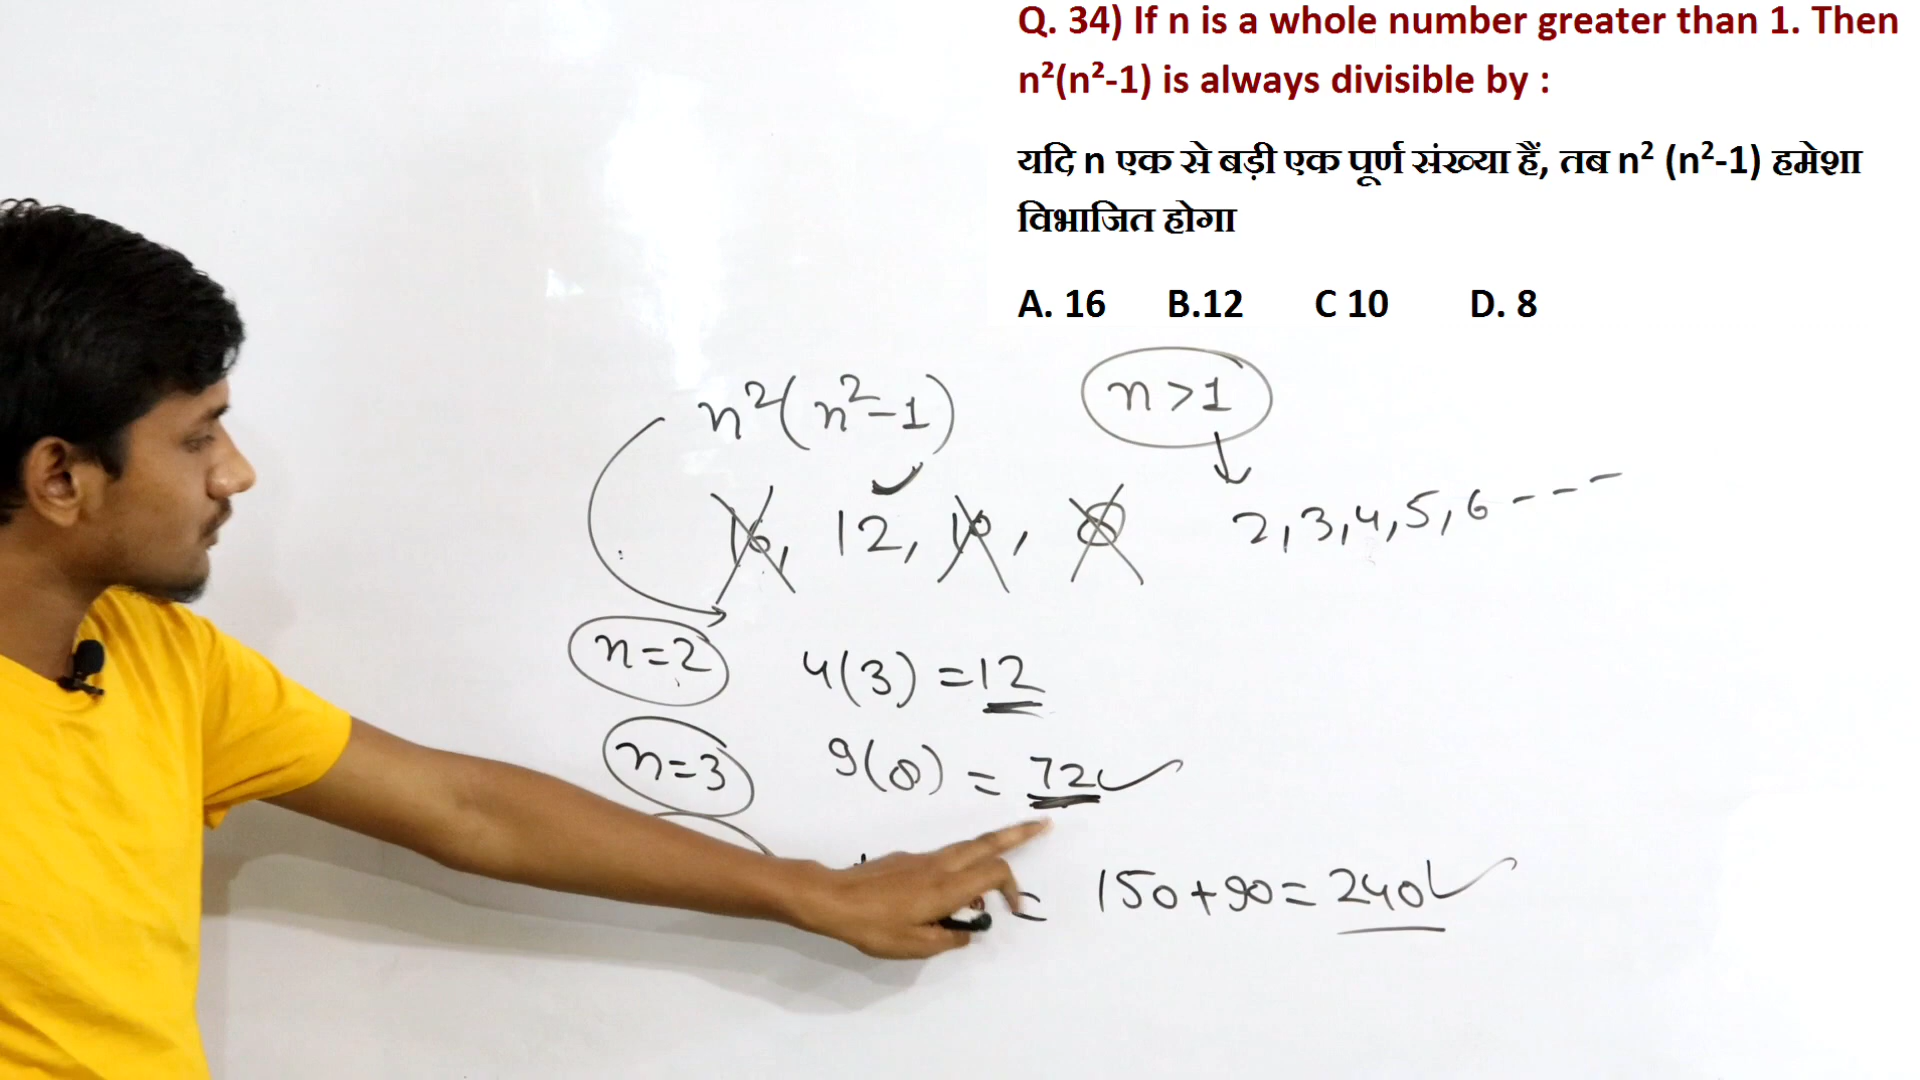 Q. 34) If n is a whole number greater than 1. Then
n²(n²-1) is always divisible by :
यदि n एक से बड़ी एक पूर्ण संख्या हैं, तब n² (n²-1) हमेशा
विभाजित होगा
A. 16 B.12 C 10 D. 8
n²(n²-1) n>1
16, 12, 10, 8 2,3,4,5,6---
n=2 4(3) =12
n=3 9(8) = 72
= 150+90=240